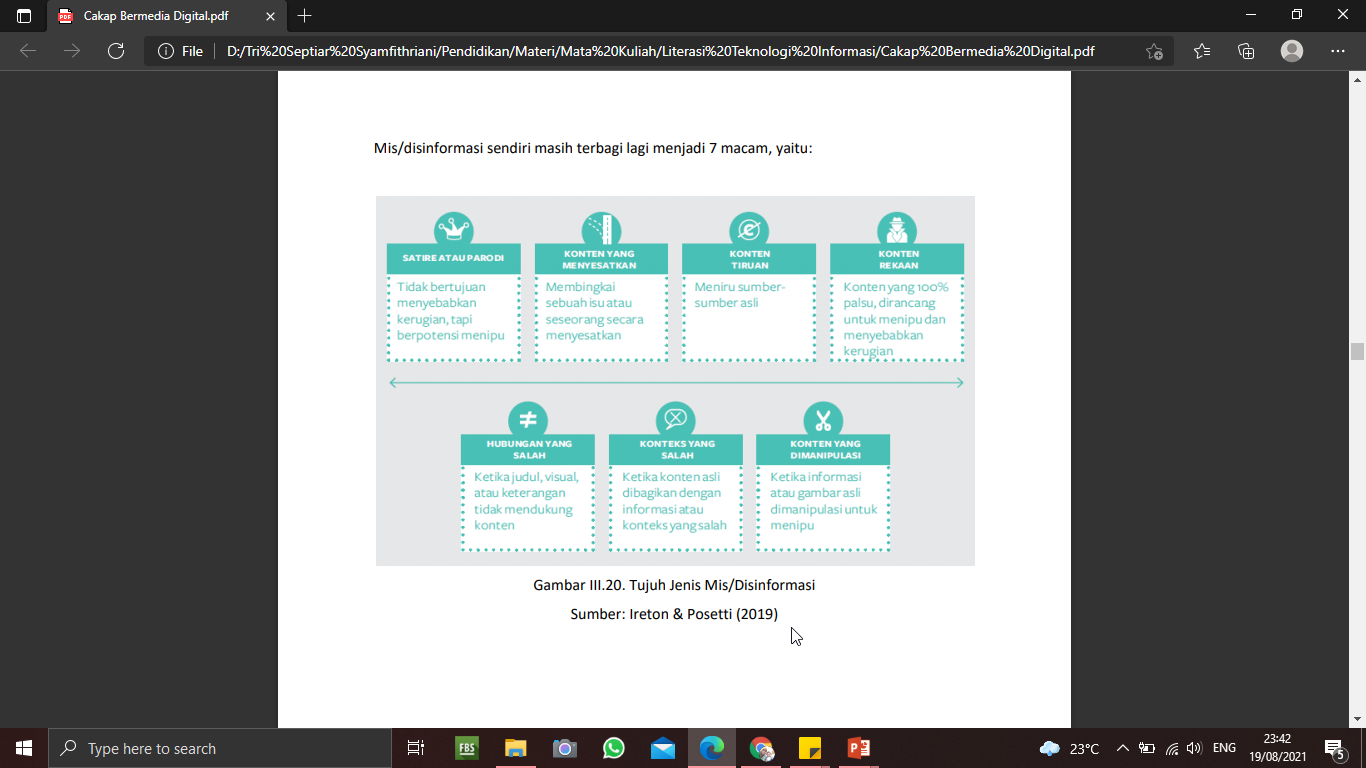 Cakap Bermedia Digital.pdf
File
D:/Tri%20Septiar%20Syamfithriani/Pendidikan/Materi/Mata%20Kuliah/Literasi%20Teknologi%20Informasi/Cakap%20Bermedia%20Digital.pdf
Mis/disinformasi sendiri masih terbagi lagi menjadi 7 macam, yaitu:
SATIRE ATAU PARODI
Tidak bertujuan
menyebabkan
kerugian, tapi
berpotensi menipu
KONTEN YANG
MENYESATKAN
Membingkai
sebuah isu atau
seseorang secara
menyesatkan
KONTEN
TIRUAN
Meniru sumber-
sumber asli
KONTEN
REKAAN
Konten yang 100%
palsu, dirancang
untuk menipu dan
menyebabkan
kerugian
HUBUNGAN YANG
SALAH
Ketika judul, visual,
atau keterangan
tidak mendukung
konten
KONTEKS YANG
SALAH
Ketika konten asli
dibagikan dengan
informasi atau
konteks yang salah
KONTEN YANG
DIMANIPULASI
Ketika informasi
atau gambar asli
dimanipulasi untuk
menipu
Gambar III.20. Tujuh Jenis Mis/Disinformasi
Sumber: Ireton & Posetti (2019)
Type here to search
FBS
23°C
ENG
23:42
19/08/2021
5